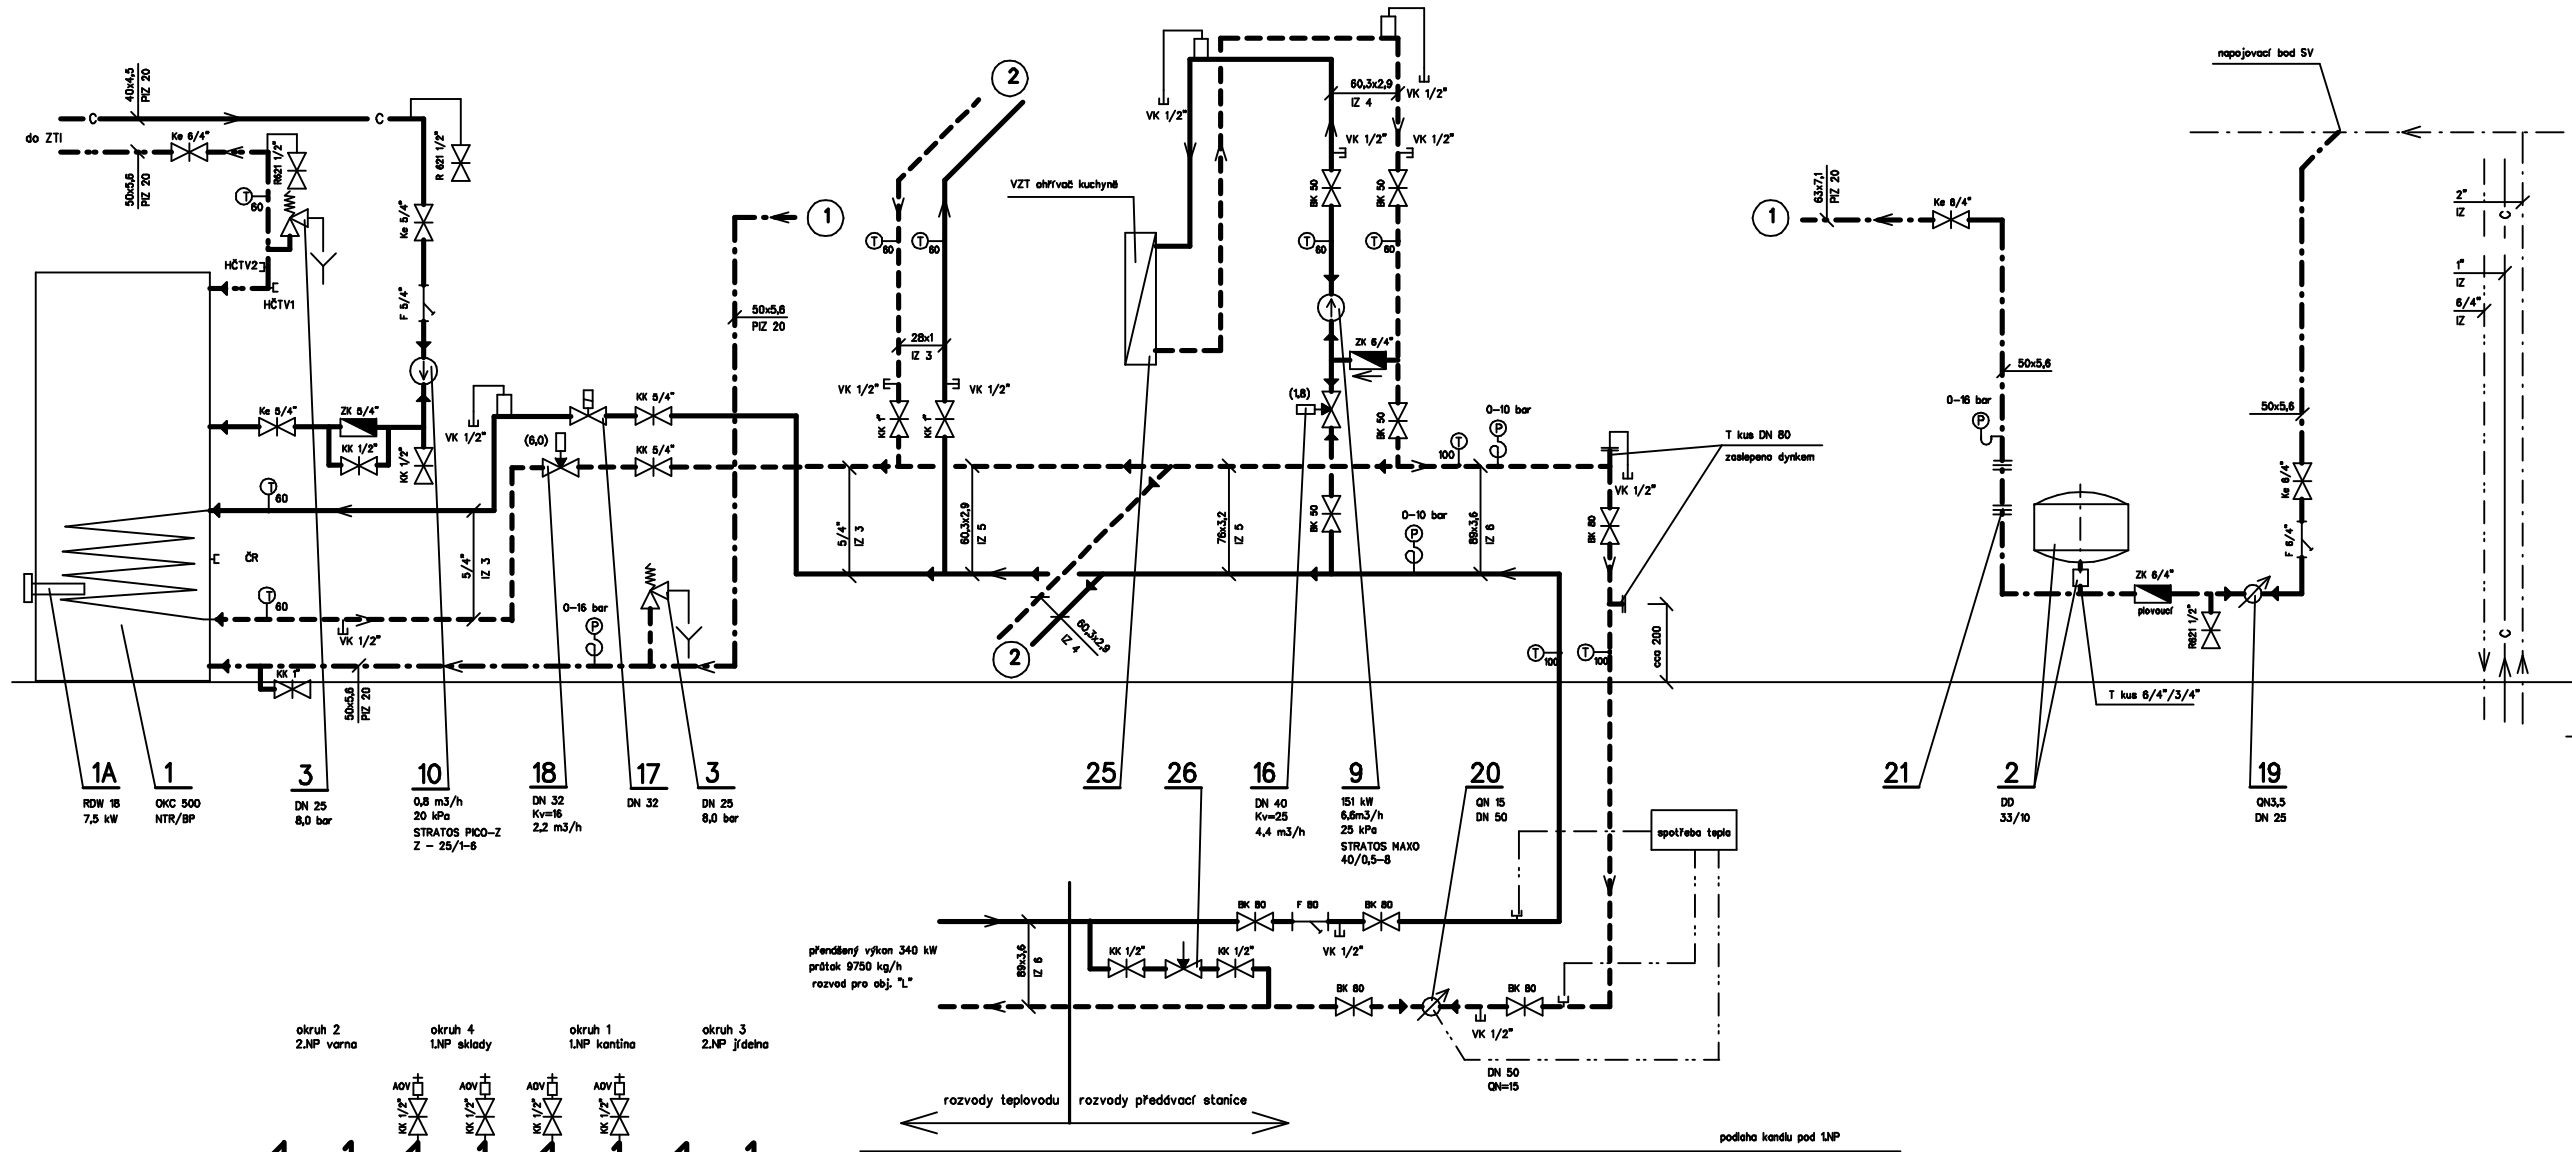 do ZTI
40x4,5
PIZ 20
C
C
50x5,6
PIZ 20
Ke 6/4"
R621 1/2"
T
60
HČTV2
HČTV1
R 621 1/2"
Ke 5/4"
F 5/4"
Ke 5/4"
ZK 5/4"
KK 1/2"
KK 1/2"
VK 1/2"
(6,0)
KK 5/4"
KK 5/4"
T
60
ČR
T
60
VK 1/2"
5/4"
IZ 3
KK 1"
50x5,6
PIZ 20
0-16 bar
P
1
50x5,6
PIZ 20
2
T
60
T
60
28x1
IZ 3
VK 1/2"
VK 1/2"
KK 1"
KK 1"
5/4"
IZ 3
60,3x2,9
IZ 5
60,3x2,9
IZ 4
2
VZT ohřívač kuchyně
VK 1/2"
VK 1/2"
60,3x2,9
IZ 4
VK 1/2"
VK 1/2"
BK 50
BK 50
T
60
T
60
ZK 6/4"
(1,8)
BK 50
BK 50
76x3,2
IZ 5
T
100
0-10 bar
P
0-10 bar
P
89x3,6
IZ 6
T kus DN 80
zaslepeno dýnkem
VK 1/2"
BK 80
T
100
T
100
cca 200
napojovací bod SV
1
63x7,1
PIZ 20
Ke 6/4"
50x5,6
0-16 bar
P
50x5,6
Ke 6/4"
F 6/4"
ZK 6/4"
plovoucí
R621 1/2"
T kus 6/4"/3/4"
2"
IZ
1"
IZ
6/4"
IZ
C
C
1A
RDW 18
7,5 kW
1
OKC 500
NTR/BP
3
DN 25
8,0 bar
10
0,8 m3/h
20 kPa
STRATOS PICO-Z
Z - 25/1-6
18
DN 32
Kv=16
2,2 m3/h
17
DN 32
3
DN 25
8,0 bar
25
26
16
DN 40
Kv=25
4,4 m3/h
9
151 kW
6,6m3/h
25 kPa
STRATOS MAXO
40/0,5-8
20
QN 15
DN 50
21
2
DD
33/10
19
QN3,5
DN 25
spotřeba tepla
přenášený výkon 340 kW
průtok 9750 kg/h
rozvod pro obj. "L"
89x3,6
IZ 6
BK 80
F 80
BK 80
VK 1/2"
KK 1/2"
KK 1/2"
BK 80
BK 80
VK 1/2"
DN 50
QN=15
rozvody teplovodu
rozvody předávací stanice
podlaha kanálu pod 1.NP
okruh 2
2.NP varna
okruh 4
1.NP sklady
okruh 1
1.NP kantina
okruh 3
2.NP jídelna
AOV
AOV
AOV
AOV
KK 1/2"
KK 1/2"
KK 1/2"
KK 1/2"